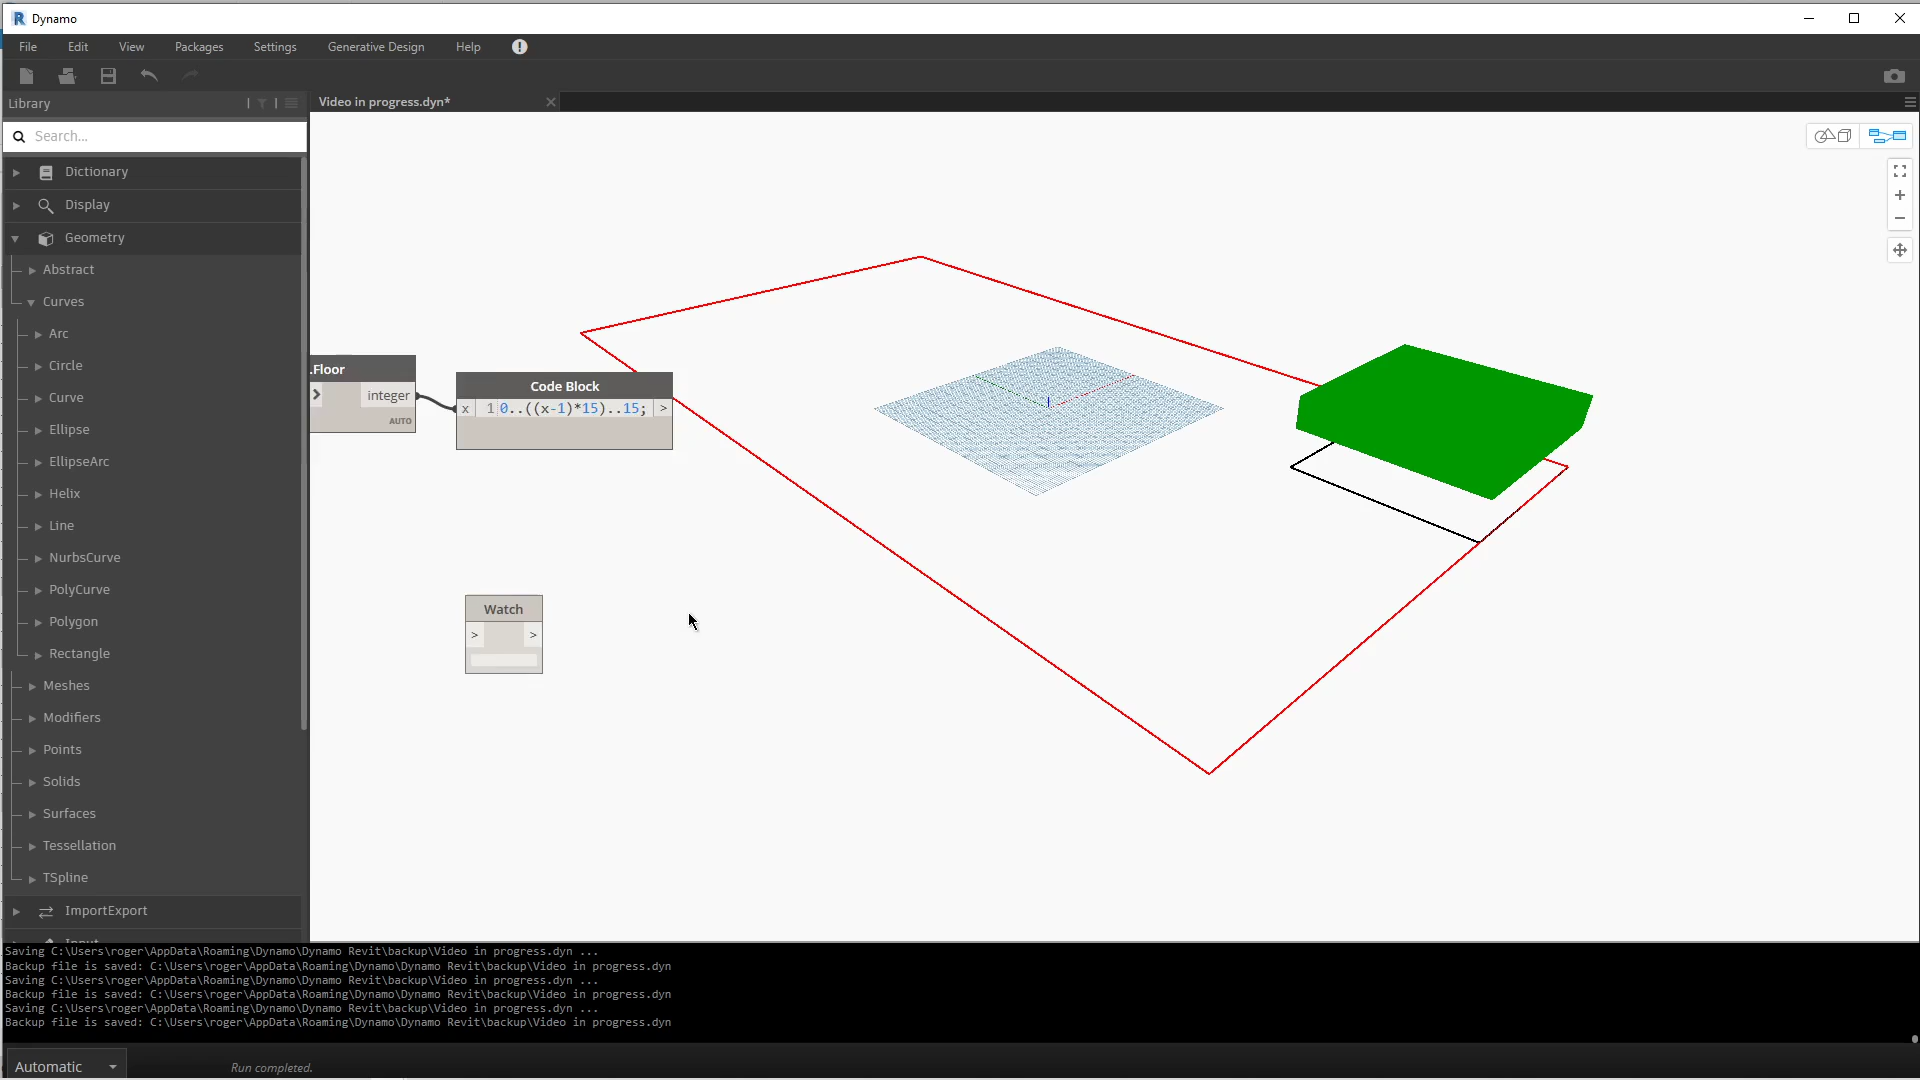 Dynamo
File Edit View Packages Settings Generative Design Help
Library
Video in progress.dyn*
Search...
Dictionary
Display
Geometry
Abstract
Curves
Arc
Circle
Curve
Ellipse
EllipseArc
Helix
Line
NurbsCurve
PolyCurve
Polygon
Rectangle
Meshes
Modifiers
Points
Solids
Surfaces
Tessellation
TSpline
ImportExport
.Floor
> integer
AUTO
Code Block
x 1 0..((x-1)*15)..15; >
Watch
> >
Saving C:\Users\roger\AppData\Roaming\Dynamo\Dynamo Revit\backup\Video in progress.dyn ...
Backup file is saved: C:\Users\roger\AppData\Roaming\Dynamo\Dynamo Revit\backup\Video in progress.dyn
Saving C:\Users\roger\AppData\Roaming\Dynamo\Dynamo Revit\backup\Video in progress.dyn ...
Backup file is saved: C:\Users\roger\AppData\Roaming\Dynamo\Dynamo Revit\backup\Video in progress.dyn
Saving C:\Users\roger\AppData\Roaming\Dynamo\Dynamo Revit\backup\Video in progress.dyn ...
Backup file is saved: C:\Users\roger\AppData\Roaming\Dynamo\Dynamo Revit\backup\Video in progress.dyn
Automatic
Run completed.